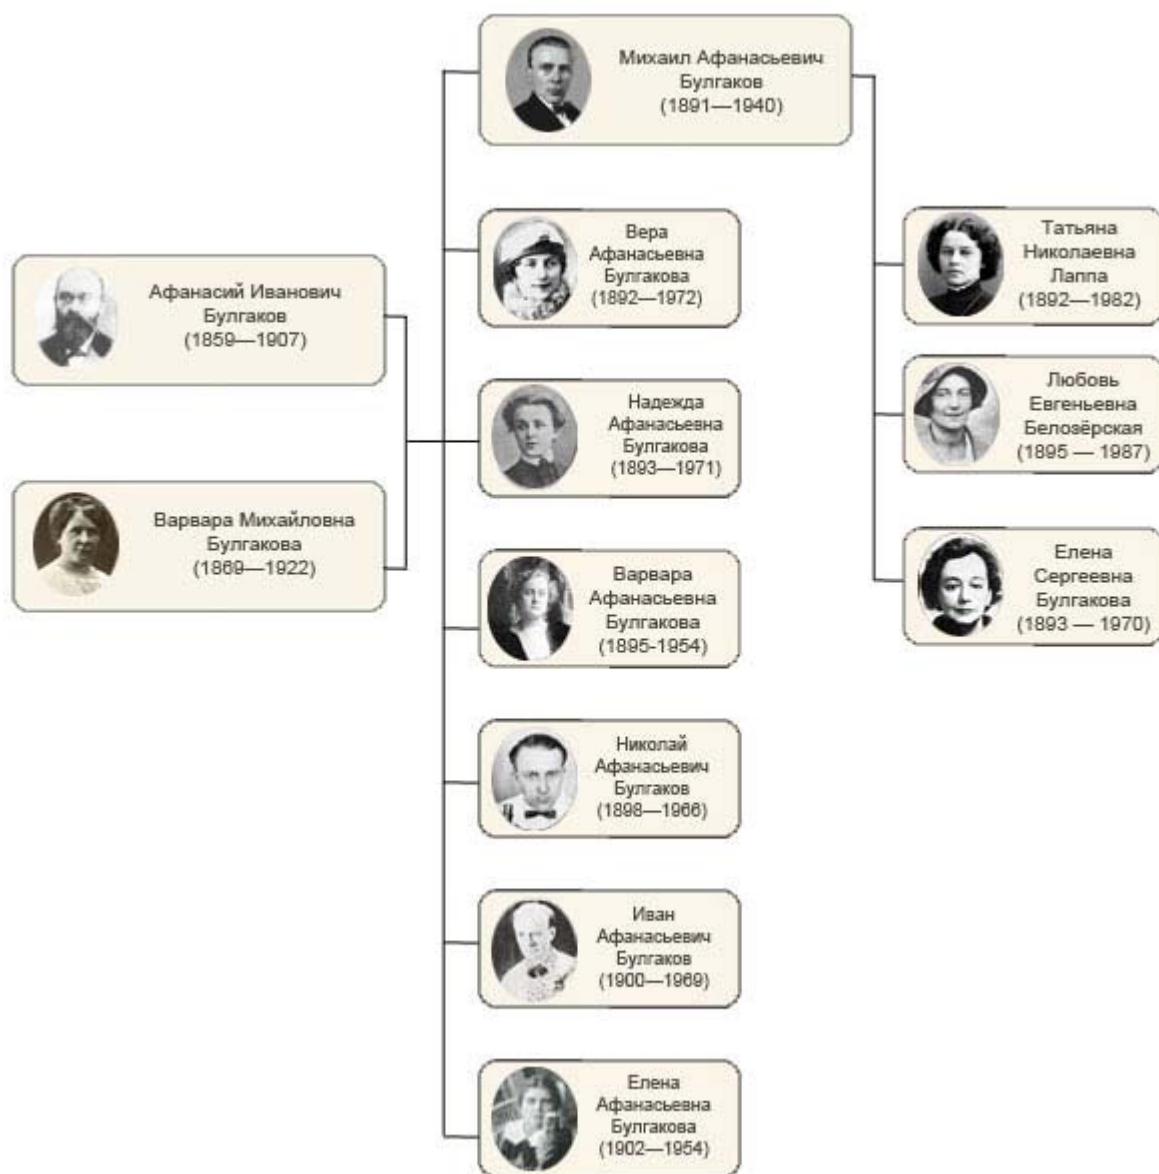 Михаил Афанасьевич
Булгаков
(1891—1940)
Вера
Афанасьевна
Булгакова
(1892—1972)
Татьяна
Николаевна
Лаппа
(1892—1982)
Афанасий Иванович
Булгаков
(1859—1907)
Надежда
Афанасьевна
Булгакова
(1893—1971)
Любовь
Евгеньевна
Белозёрская
(1895 — 1987)
Варвара Михайловна
Булгакова
(1869—1922)
Варвара
Афанасьевна
Булгакова
(1895-1954)
Елена
Сергеевна
Булгакова
(1893 — 1970)
Николай
Афанасьевич
Булгаков
(1898—1966)
Иван
Афанасьевич
Булгаков
(1900—1969)
Елена
Афанасьевна
Булгакова
(1902—1954)